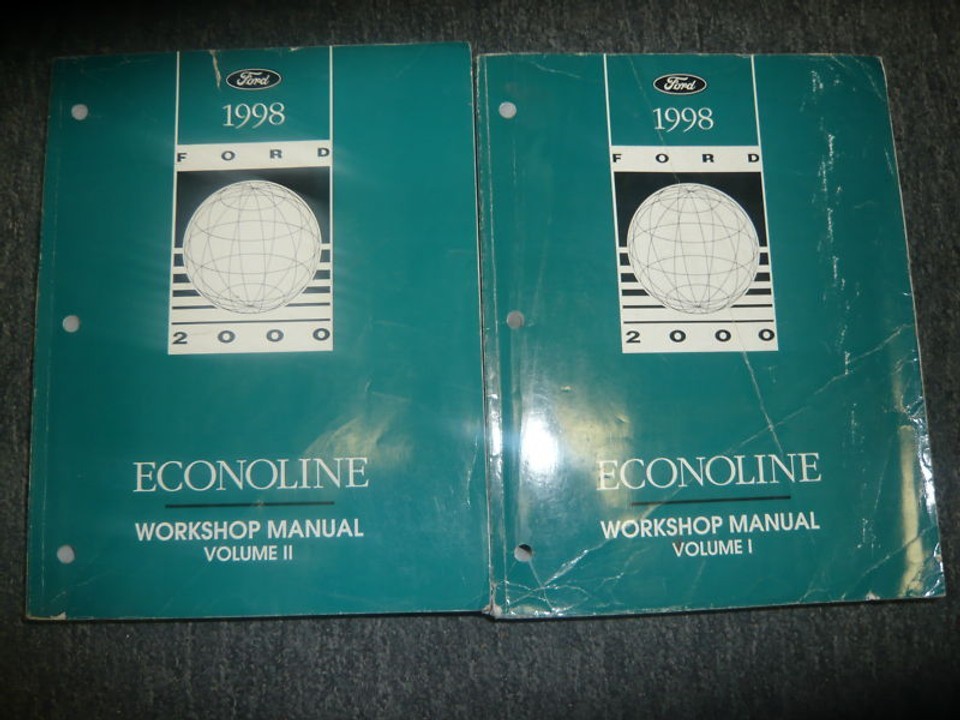 Ford
1998
FORD
2000
ECONOLINE
WORKSHOP MANUAL
VOLUME II
Ford
1998
FORD
2000
ECONOLINE
WORKSHOP MANUAL
VOLUME I